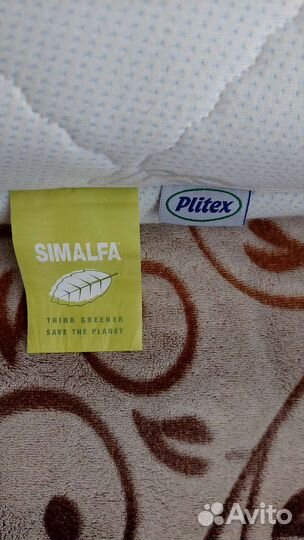 SIMALFA
THINK GREENER
SAVE THE PLANET
Plitex
Avito